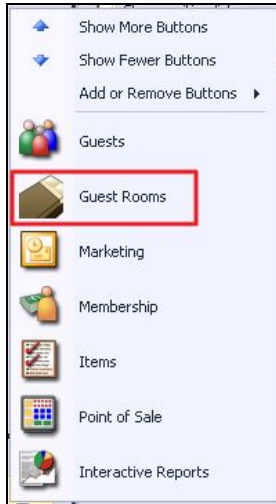 Show More Buttons
Show Fewer Buttons
Add or Remove Buttons
Guests
Guest Rooms
Marketing
Membership
Items
Point of Sale
Interactive Reports